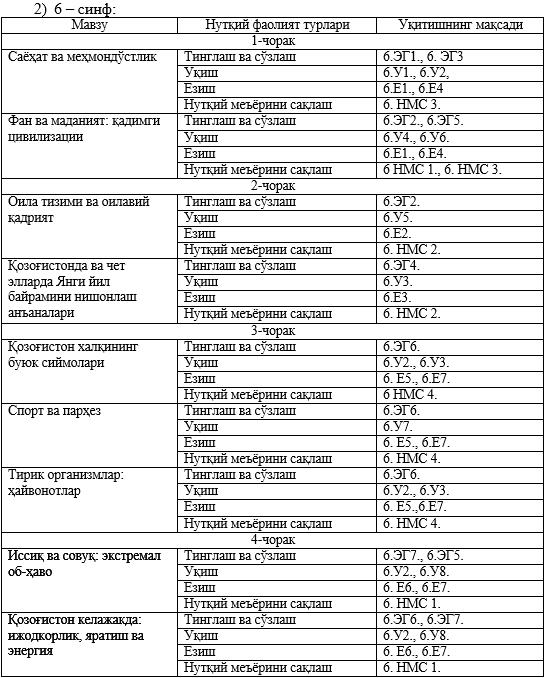 2) 6 – синф:
Мавзу Нутқий фаолият турлари Уқитишнинг мақсади
1-чорак
Саёҳат ва меҳмондўстлик Тинглаш ва сўзлаш 6.ЭГ1., 6. ЭГ3
Уқиш 6.У1., 6.У2,
Езиш 6.Е1., 6.Е4
Нутқий меъёрини сақлаш 6. НМС 3.
Фан ва маданият: қадимги Тинглаш ва сўзлаш 6.ЭГ2., 6.ЭГ5.
цивилизации Уқиш 6.У4., 6.У6.
Езиш 6.Е1., 6.Е4.
Нутқий меъёрини сақлаш 6 НМС 1., 6. НМС 3.
2-чорак
Оила тизими ва оилавий Тинглаш ва сўзлаш 6.ЭГ2.
қадрият Уқиш 6.У5.
Езиш 6.Е2.
Нутқий меъёрини сақлаш 6. НМС 2.
Қозоғистонда ва чет Тинглаш ва сўзлаш 6.ЭГ4.
элларда Янги йил Уқиш 6.У3.
байрамини нишонлаш Езиш 6.Е3.
анъаналари Нутқий меъёрини сақлаш 6. НМС 2.
3-чорак
Қозоғистон халқининг Тинглаш ва сўзлаш 6.ЭГ6.
буюк сиймолари Уқиш 6.У2., 6.У3.
Езиш 6. Е5., 6.Е7.
Нутқий меъёрини сақлаш 6 НМС 4.
Спорт ва парҳез Тинглаш ва сўзлаш 6.ЭГ6.
Уқиш 6.У7.
Езиш 6. Е5., 6.Е7.
Нутқий меъёрини сақлаш 6. НМС 4.
Тирик организмлар: Тинглаш ва сўзлаш 6.ЭГ6.
ҳайвонотлар Уқиш 6.У2., 6.У3.
Езиш 6. Е5.,6.Е7.
Нутқий меъёрини сақлаш 6. НМС 4.
4-чорак
Иссиқ ва совуқ: экстремал Тинглаш ва сўзлаш 6.ЭГ7., 6.ЭГ5.
об-ҳаво Уқиш 6.У2., 6.У8.
Езиш 6. Е6., 6.Е7.
Нутқий меъёрини сақлаш 6. НМС 1.
Қозоғистон келажакда: Тинглаш ва сўзлаш 6.ЭГ6., 6.ЭГ7.
ижодкорлик, яратиш ва Уқиш 6.У2., 6.У8.
энергия Езиш 6. Е6., 6.Е7.
Нутқий меъёрини сақлаш 6. НМС 1.